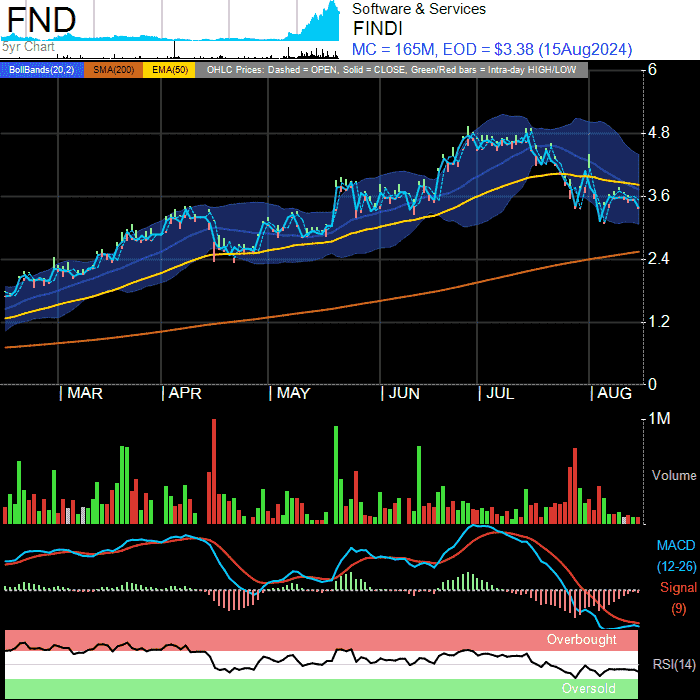 FND
5yr Chart
Software & Services
FINDI
MC = 165M, EOD = $3.38 (15Aug2024)
BollBands(20,2) SMA(200) EMA(50) OHLC Prices: Dashed = OPEN, Solid = CLOSE, Green/Red bars = Intra-day HIGH/LOW
6
4.8
3.6
2.4
1.2
0
| MAR | APR | MAY | JUN | JUL | AUG
1M
Volume
MACD
(12-26)
Signal
(9)
Overbought
RSI(14)
Oversold